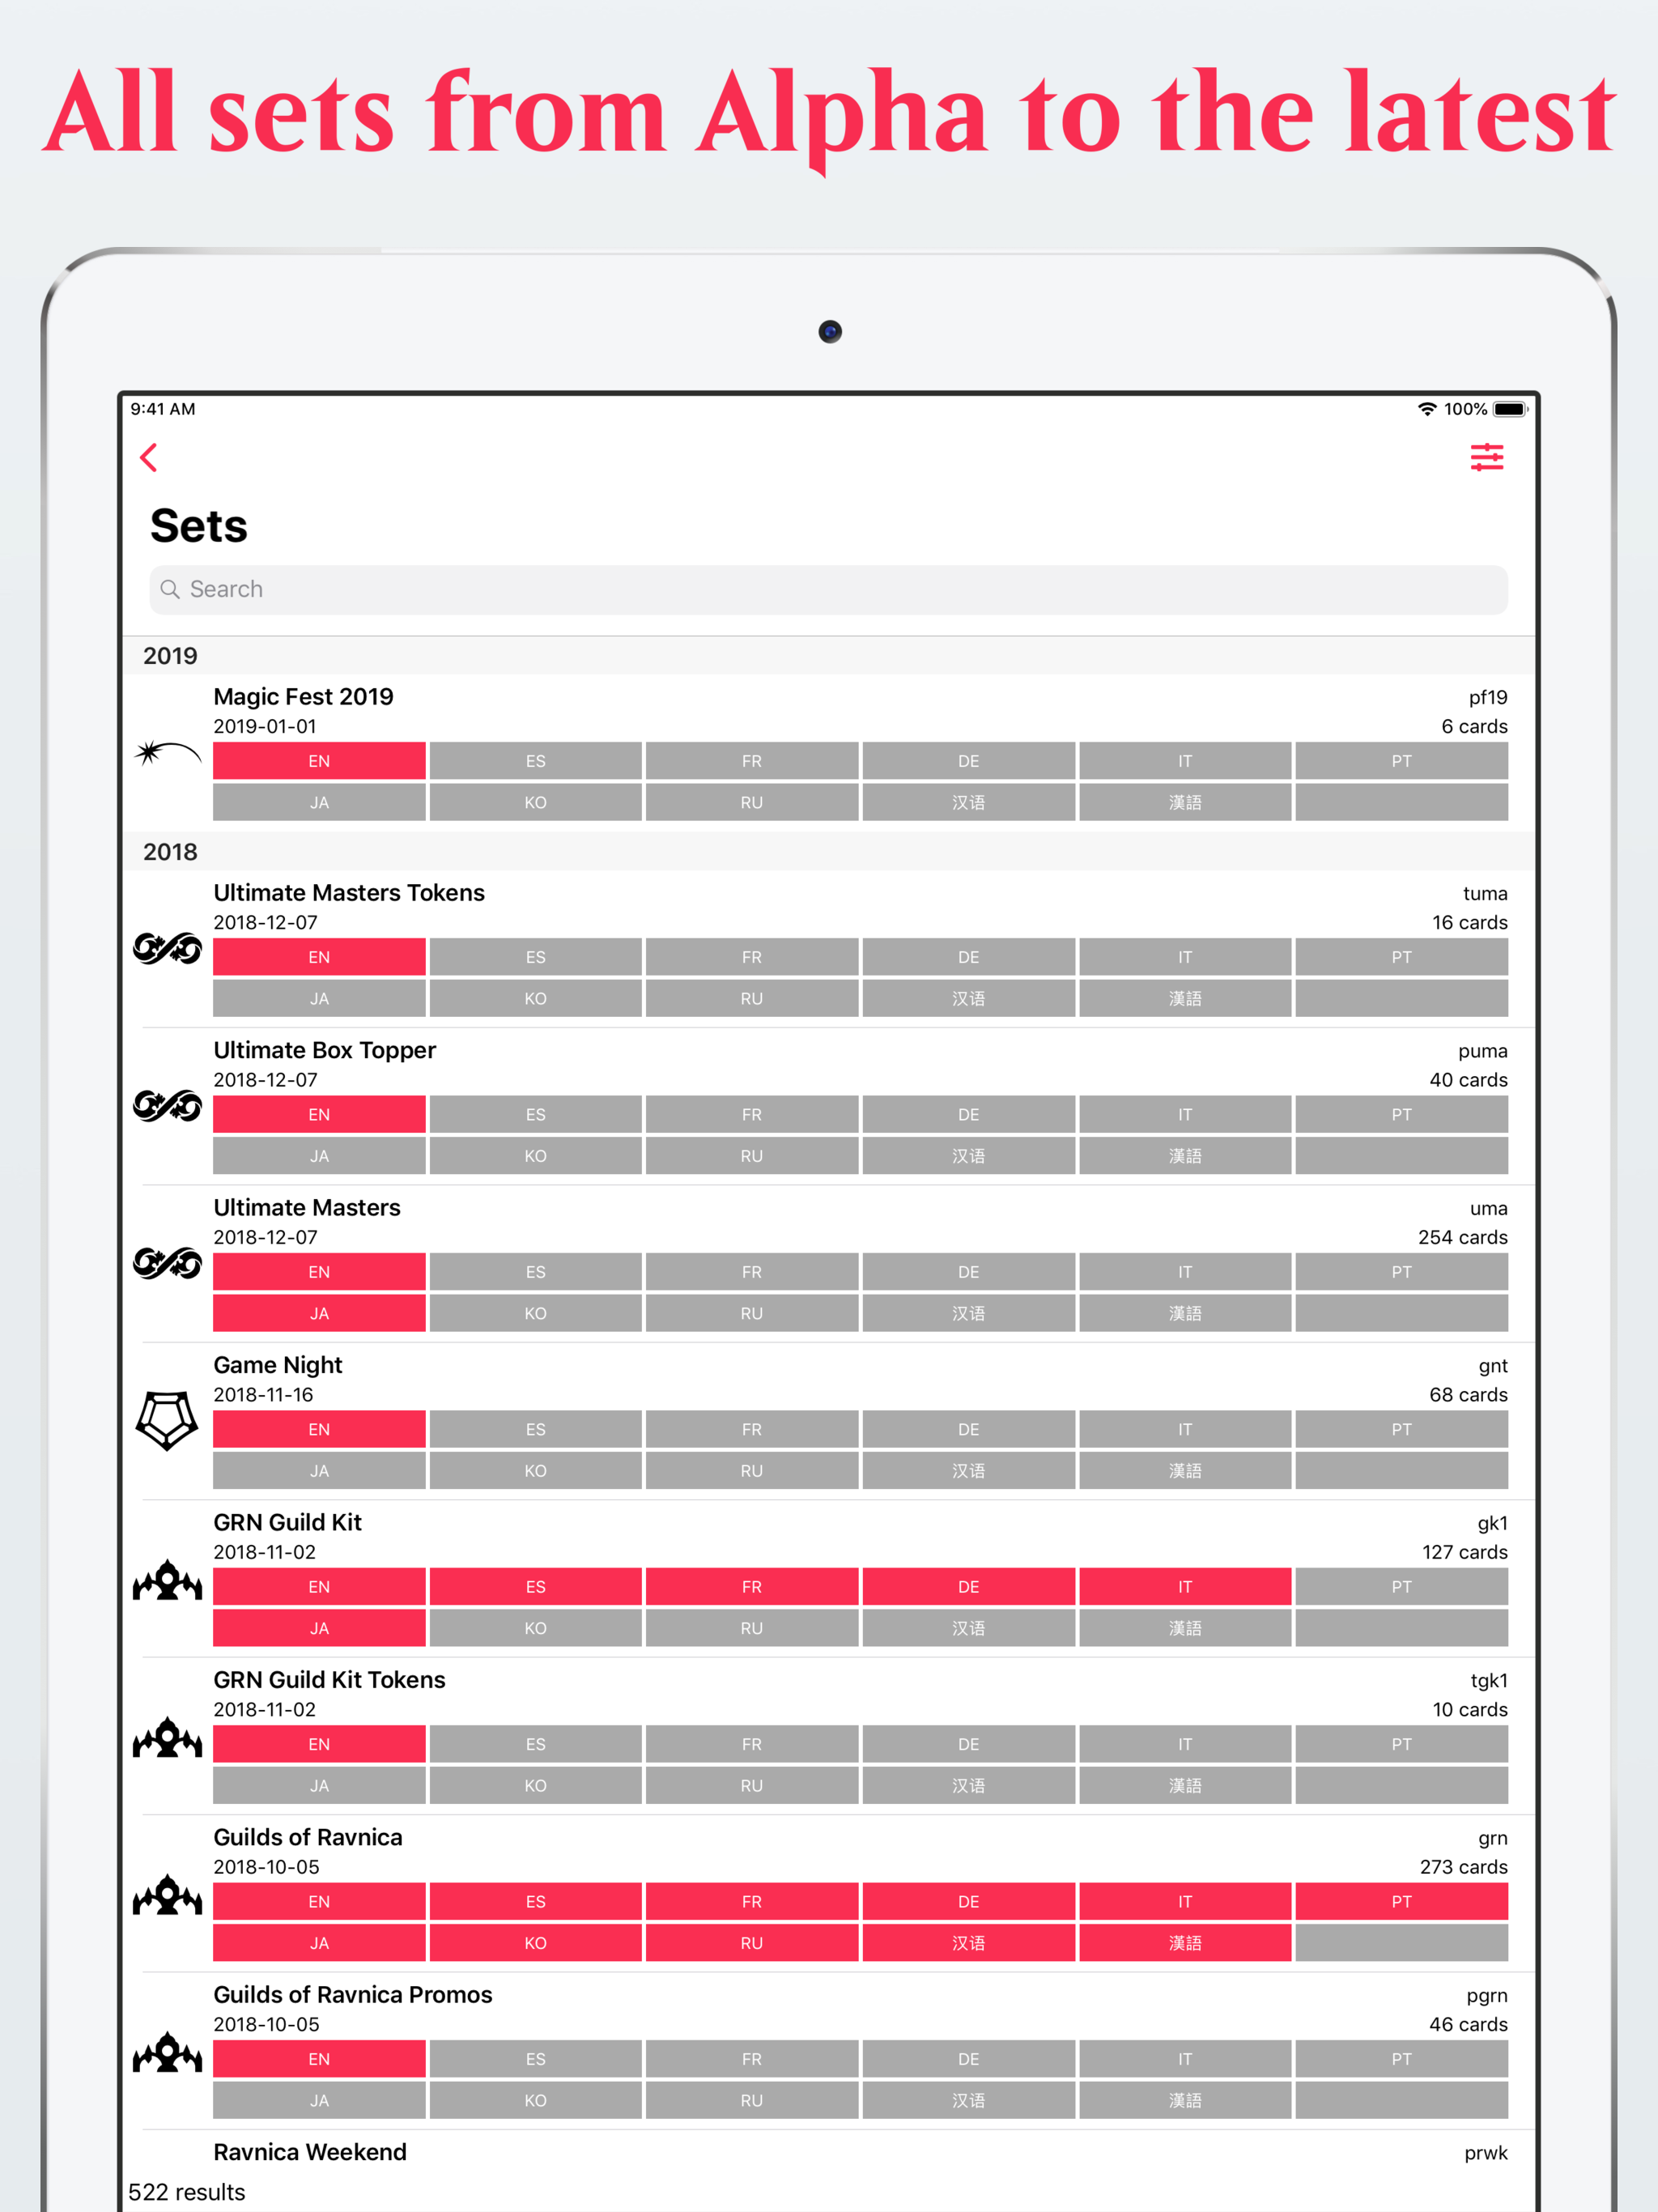 All sets from Alpha to the latest
9:41 AM 100%
Sets
Search
2019
Magic Fest 2019 pf19
2019-01-01 6 cards
EN ES FR DE IT PT
JA KO RU 汉语 漢語
2018
Ultimate Masters Tokens tuma
2018-12-07 16 cards
EN ES FR DE IT PT
JA KO RU 汉语 漢語
Ultimate Box Topper puma
2018-12-07 40 cards
EN ES FR DE IT PT
JA KO RU 汉语 漢語
Ultimate Masters uma
2018-12-07 254 cards
EN ES FR DE IT PT
JA KO RU 汉语 漢語
Game Night gnt
2018-11-16 68 cards
EN ES FR DE IT PT
JA KO RU 汉语 漢語
GRN Guild Kit gk1
2018-11-02 127 cards
EN ES FR DE IT PT
JA KO RU 汉语 漢語
GRN Guild Kit Tokens tgk1
2018-11-02 10 cards
EN ES FR DE IT PT
JA KO RU 汉语 漢語
Guilds of Ravnica grn
2018-10-05 273 cards
EN ES FR DE IT PT
JA KO RU 汉语 漢語
Guilds of Ravnica Promos pgrn
2018-10-05 46 cards
EN ES FR DE IT PT
JA KO RU 汉语 漢語
Ravnica Weekend prwk
522 results